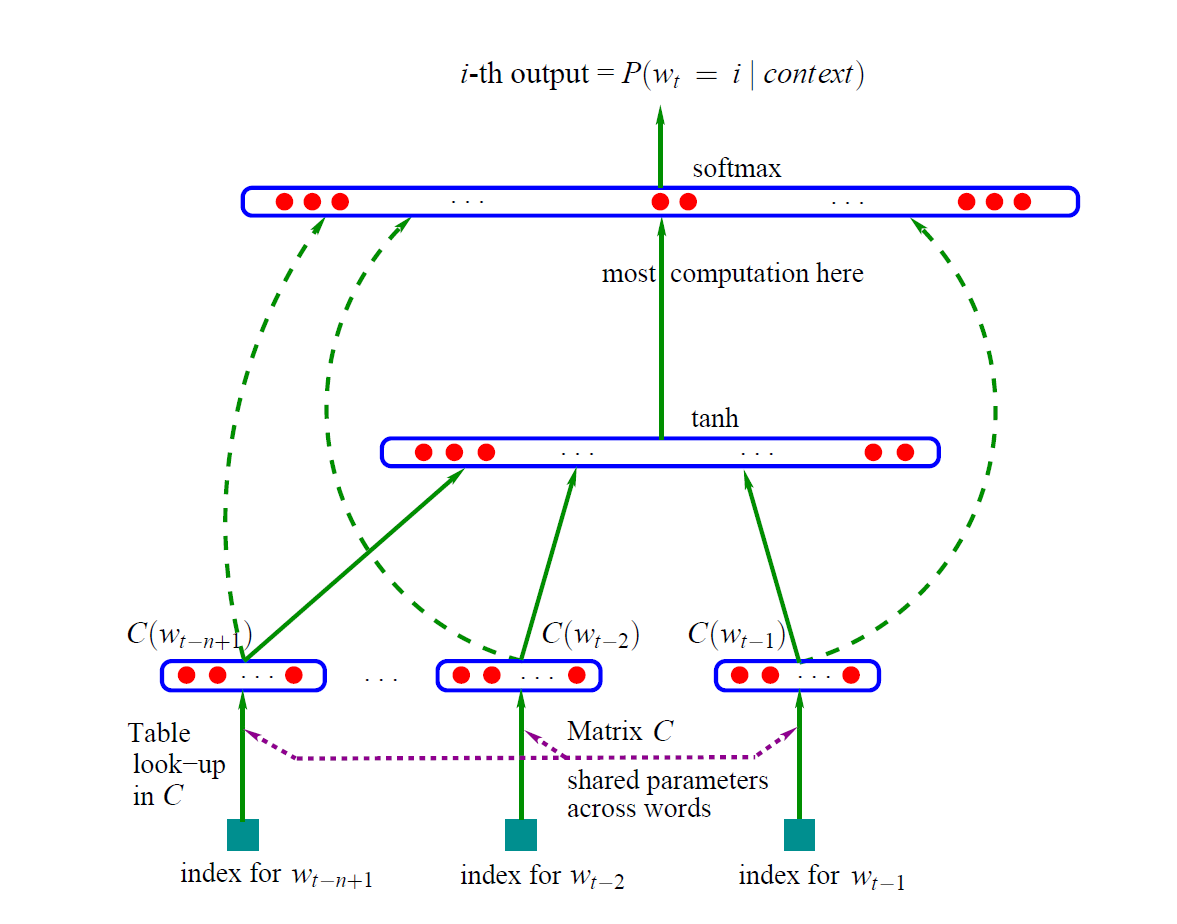 i-th output = P(w_t = i | context)
softmax
. . .
. . .
most computation here
tanh
. . .
. . .
C(w_{t−n+1})
C(w_{t−2})
C(w_{t−1})
. . .
. . .
. . .
. . .
Table
look−up
in C
Matrix C
shared parameters
across words
index for w_{t−n+1}
index for w_{t−2}
index for w_{t−1}